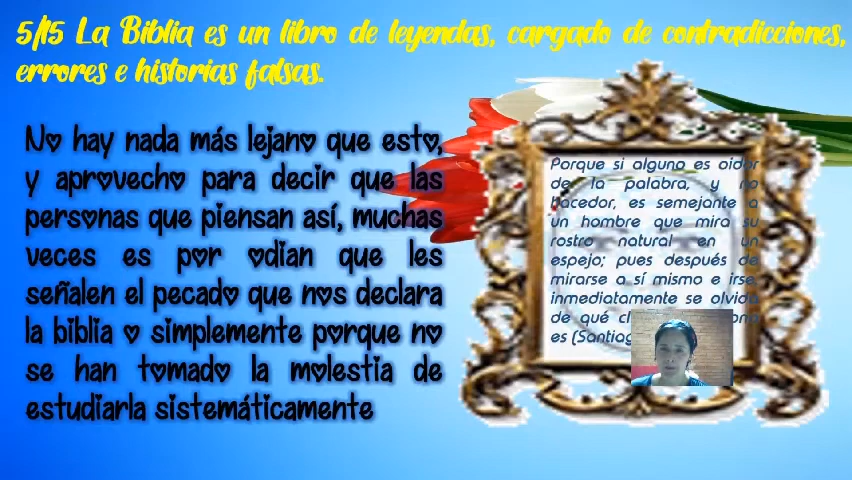 5/15 La Biblia es un libro de leyendas, cargado de contradicciones,
errores e historias falsas.
No hay nada más lejano que esto,
y aprovecho para decir que las
personas que piensan así, muchas
veces es por odian que les
señalen el pecado que nos declara
la biblia o simplemente porque no
se han tomado la molestia de
estudiarla sistemáticamente
Porque si alguno es oidor
de la palabra, y no
hacedor, es semejante a
un hombre que mira su
rostro natural en un
espejo; pues después de
mirarse a sí mismo e irse,
inmediatamente se olvida
de qué
es (Santiag